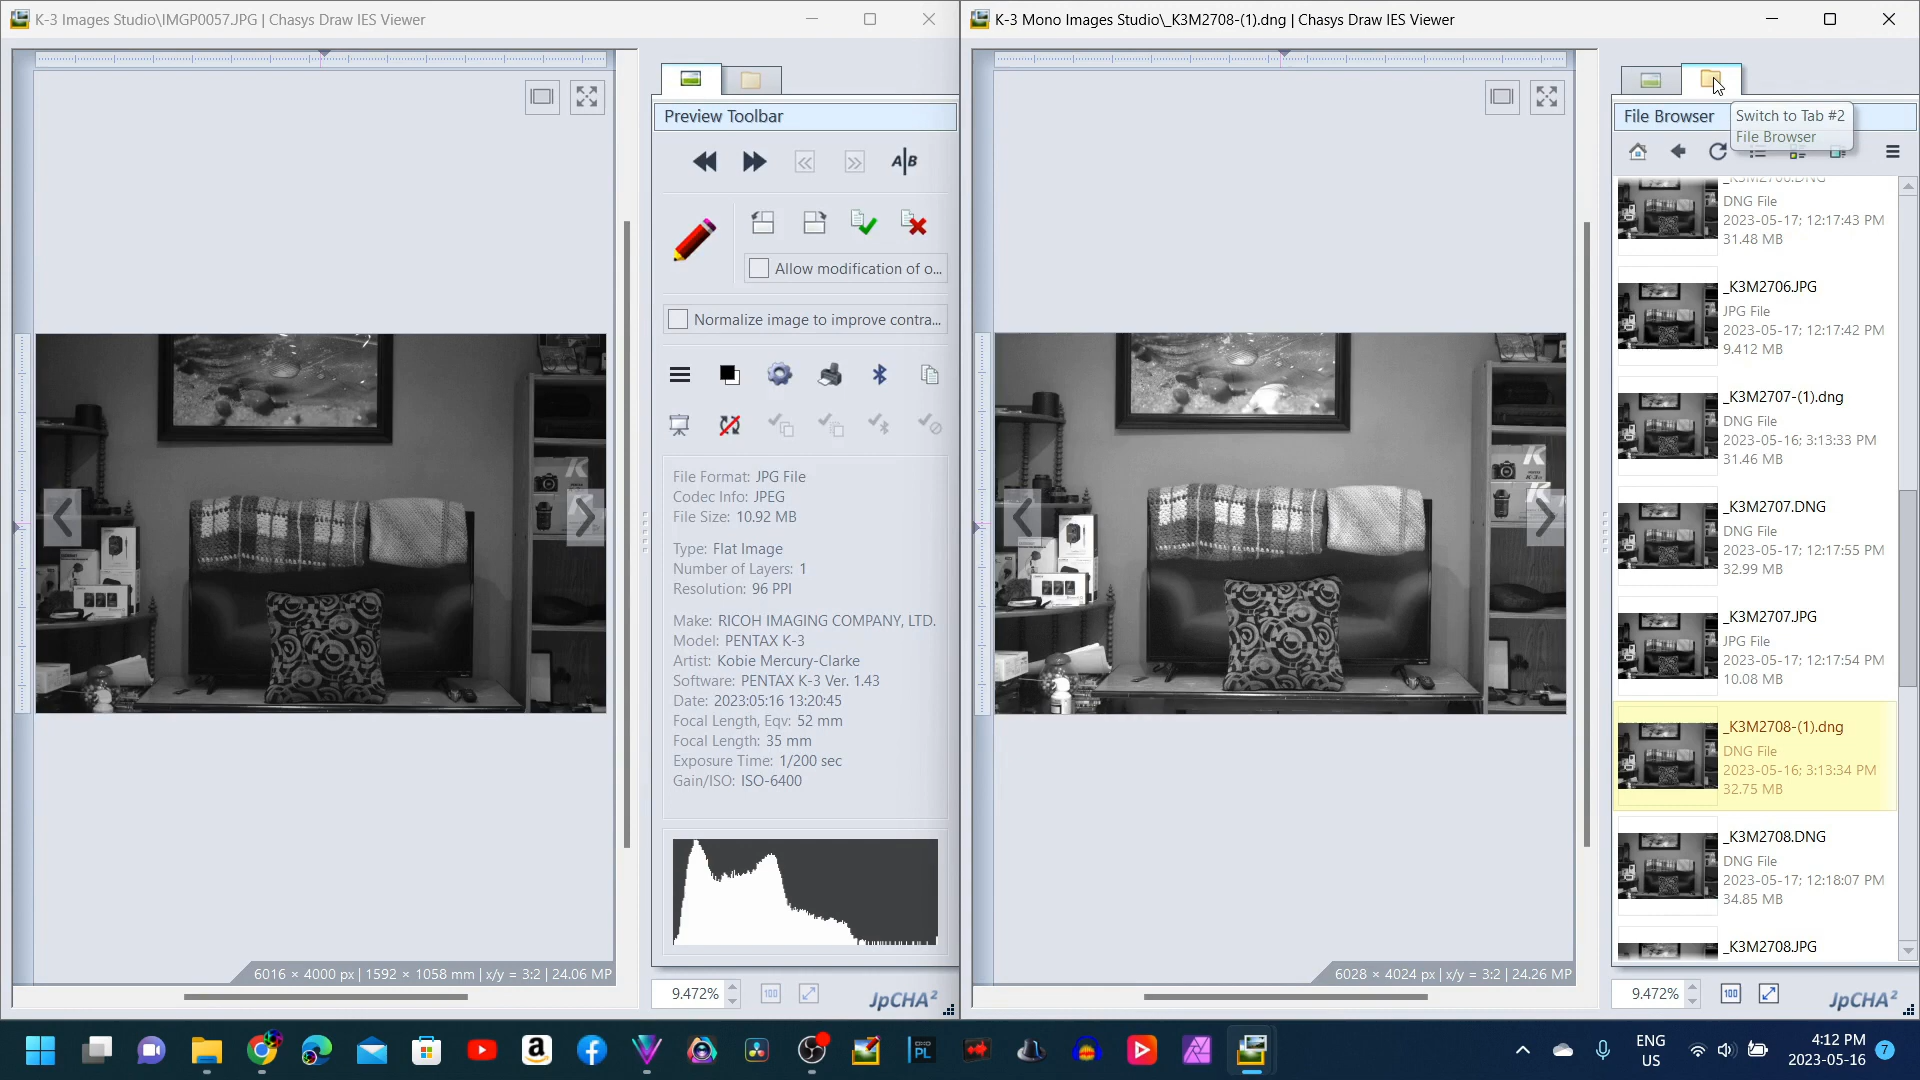 K-3 Images Studio\IMGP0057.JPG | Chasys Draw IES Viewer
Preview Toolbar
A|B
Allow modification of o...
Normalize image to improve contra...
File Format: JPG File
Codec Info: JPEG
File Size: 10.92 MB
Type: Flat Image
Number of Layers: 1
Resolution: 96 PPI
Make: RICOH IMAGING COMPANY, LTD.
Model: PENTAX K-3
Artist: Kobie Mercury-Clarke
Software: PENTAX K-3 Ver. 1.43
Date: 2023:05:16 13:20:45
Focal Length, Eqv: 52 mm
Focal Length: 35 mm
Exposure Time: 1/200 sec
Gain/ISO: ISO-6400
6016 × 4000 px | 1592 × 1058 mm | x/y = 3:2 | 24.06 MP
9.472%
100
JpCHA²
K-3 Mono Images Studio\_K3M2708-(1).dng | Chasys Draw IES Viewer
File Browser
Switch to Tab #2
File Browser
_K3M2706.DNG
DNG File
2023-05-17; 12:17:43 PM
31.48 MB
_K3M2706.JPG
JPG File
2023-05-17; 12:17:42 PM
9.412 MB
_K3M2707-(1).dng
DNG File
2023-05-16; 3:13:33 PM
31.46 MB
_K3M2707.DNG
DNG File
2023-05-17; 12:17:55 PM
32.99 MB
_K3M2707.JPG
JPG File
2023-05-17; 12:17:54 PM
10.08 MB
_K3M2708-(1).dng
DNG File
2023-05-16; 3:13:34 PM
32.75 MB
_K3M2708.DNG
DNG File
2023-05-17; 12:18:07 PM
34.85 MB
_K3M2708.JPG
6028 × 4024 px | x/y = 3:2 | 24.26 MP
9.472%
100
JpCHA²
PL
ENG
US
4:12 PM
2023-05-16
7